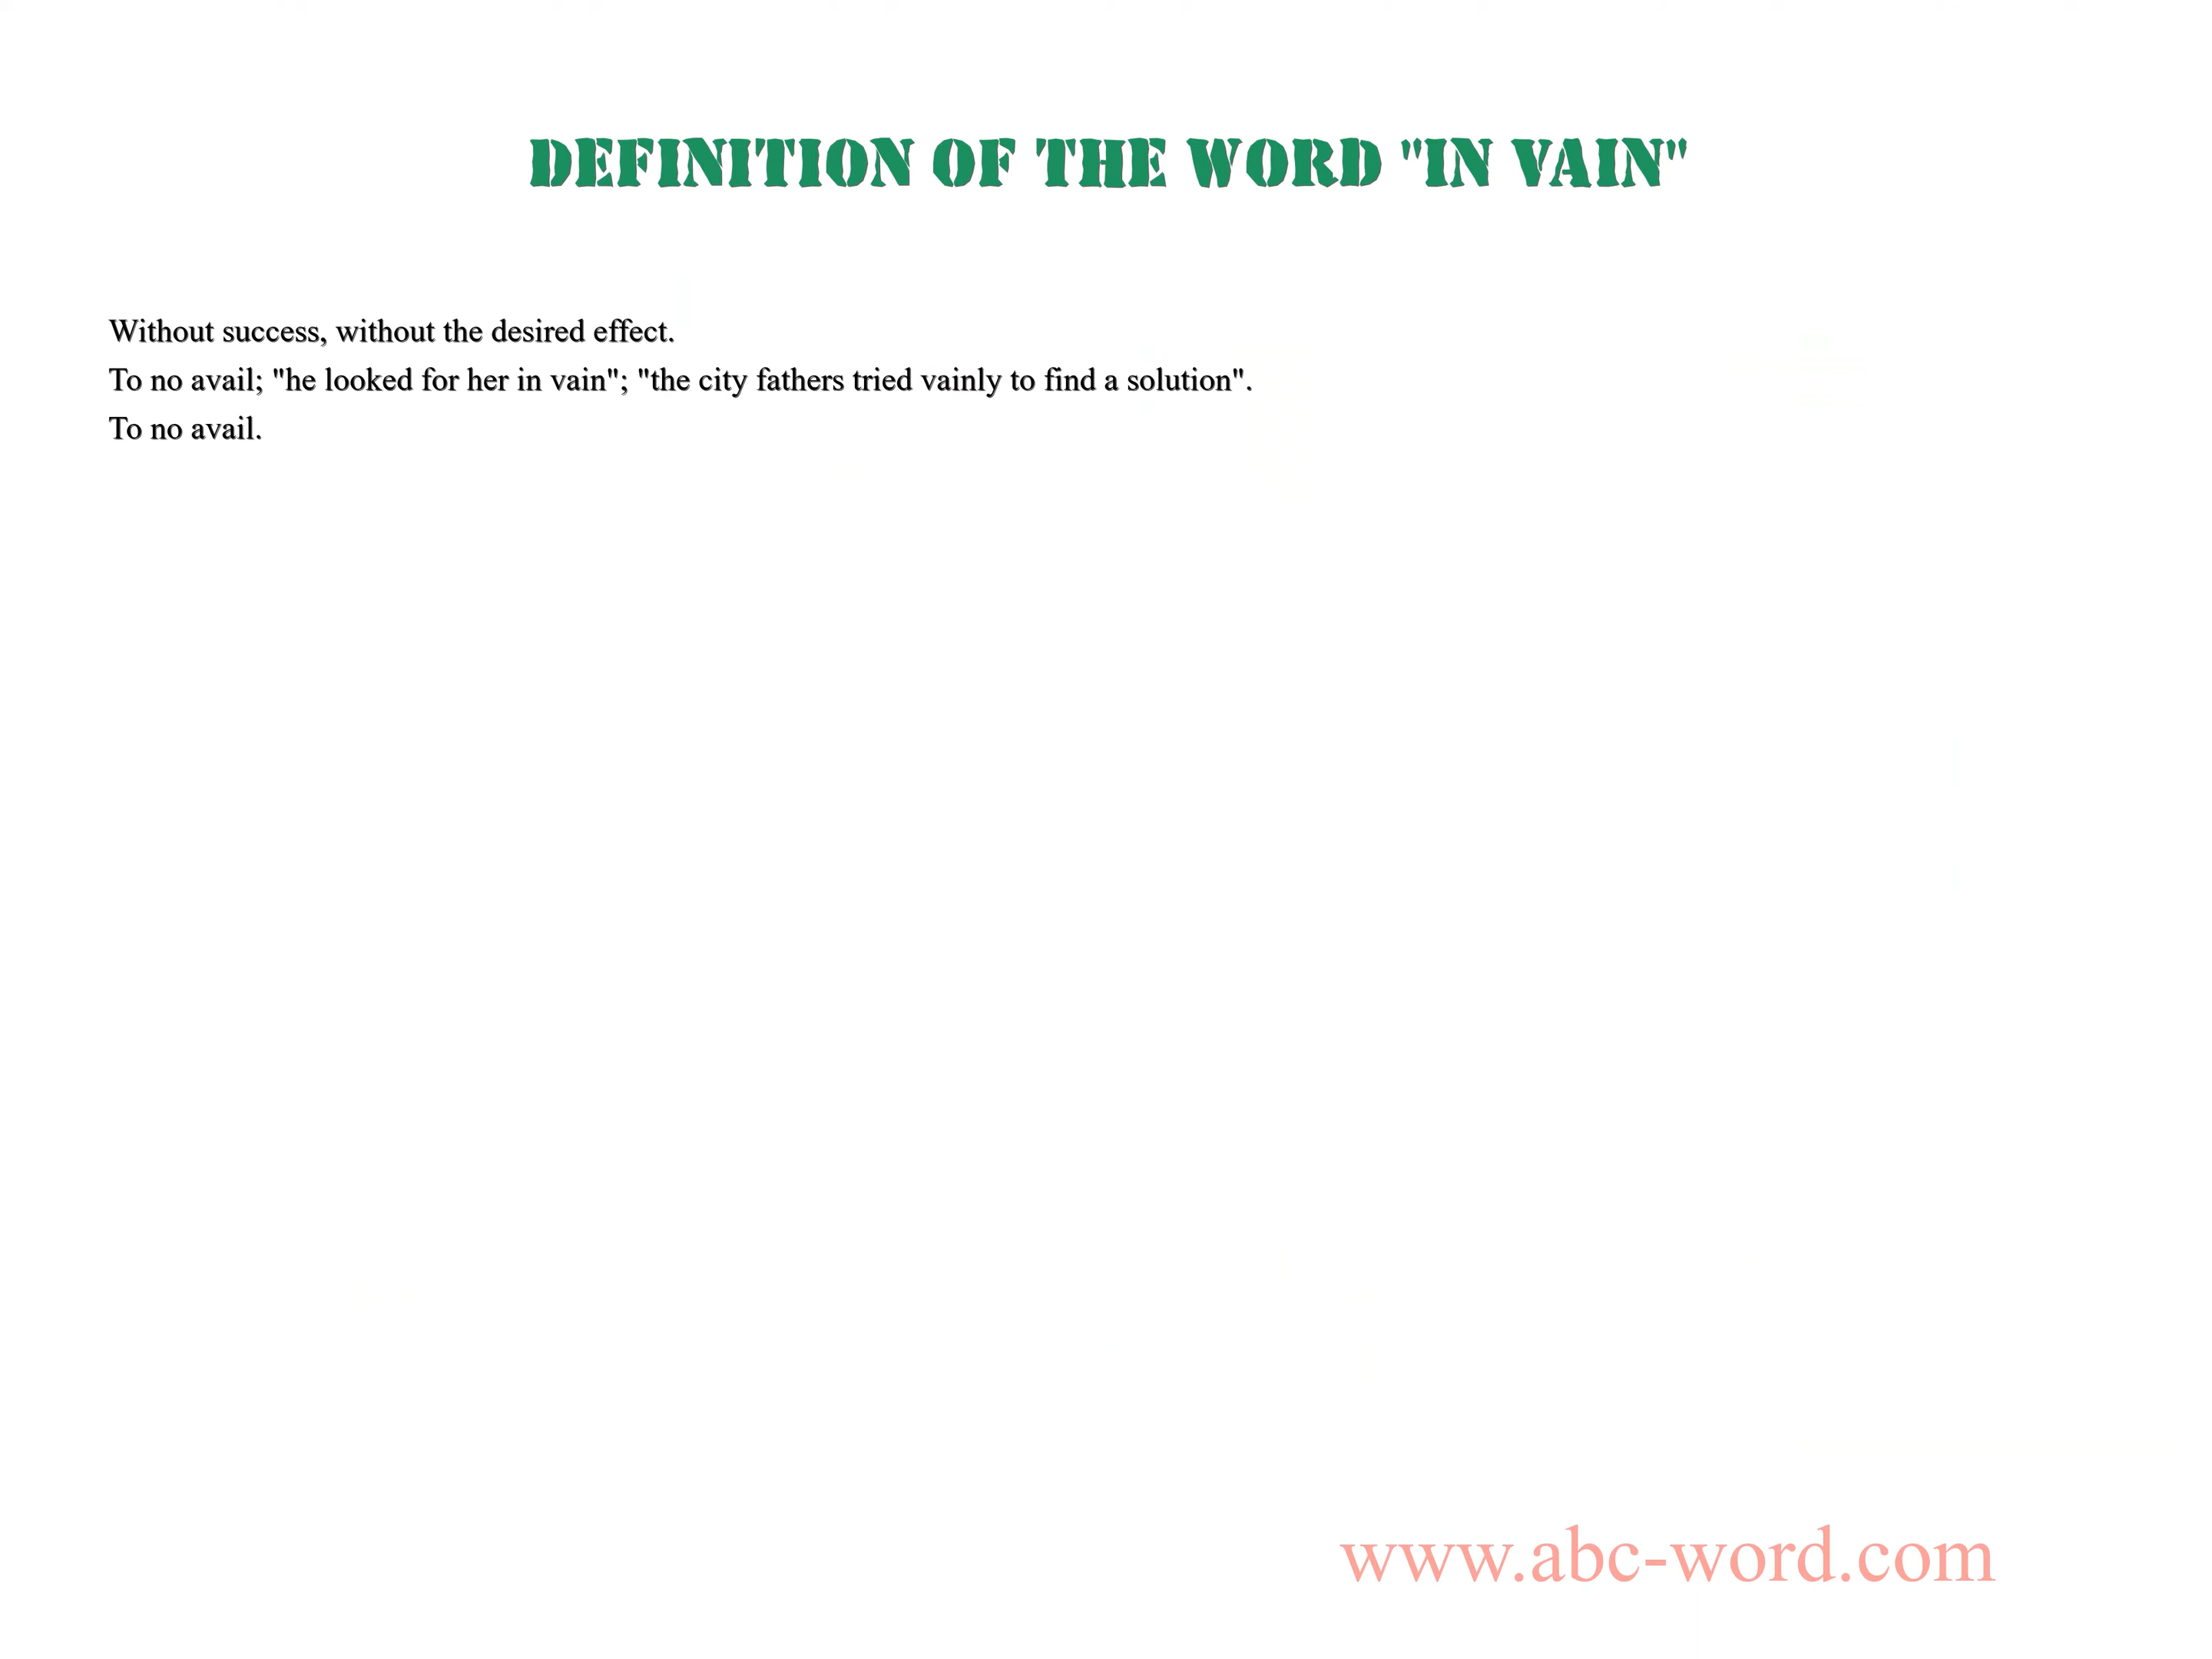 DEFINITION OF THE WORD "IN VAIN"
Without success, without the desired effect.
To no avail; "he looked for her in vain"; "the city fathers tried vainly to find a solution".
To no avail.
www.abc-word.com